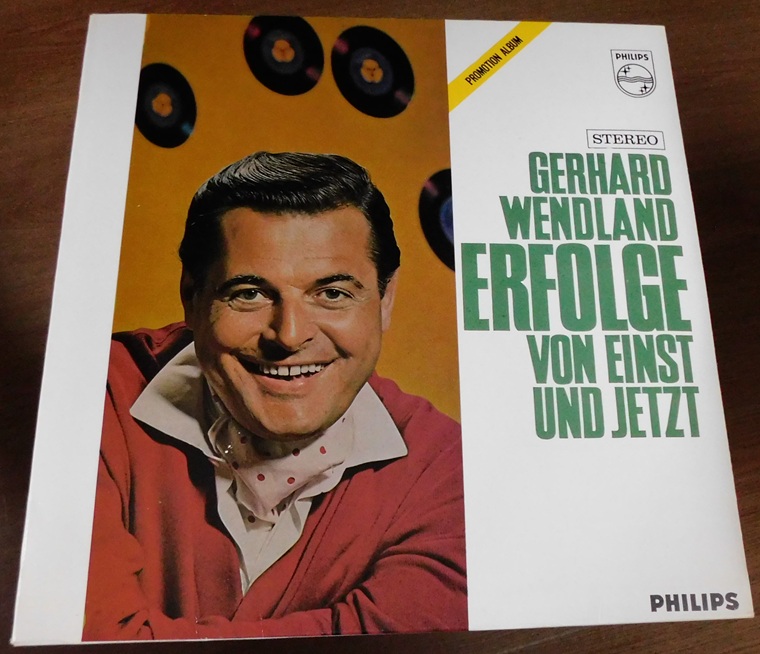 PROMOTION ALBUM
PHILIPS
STEREO
GERHARD
WENDLAND
ERFOLGE
VON EINST
UND JETZT
PHILIPS